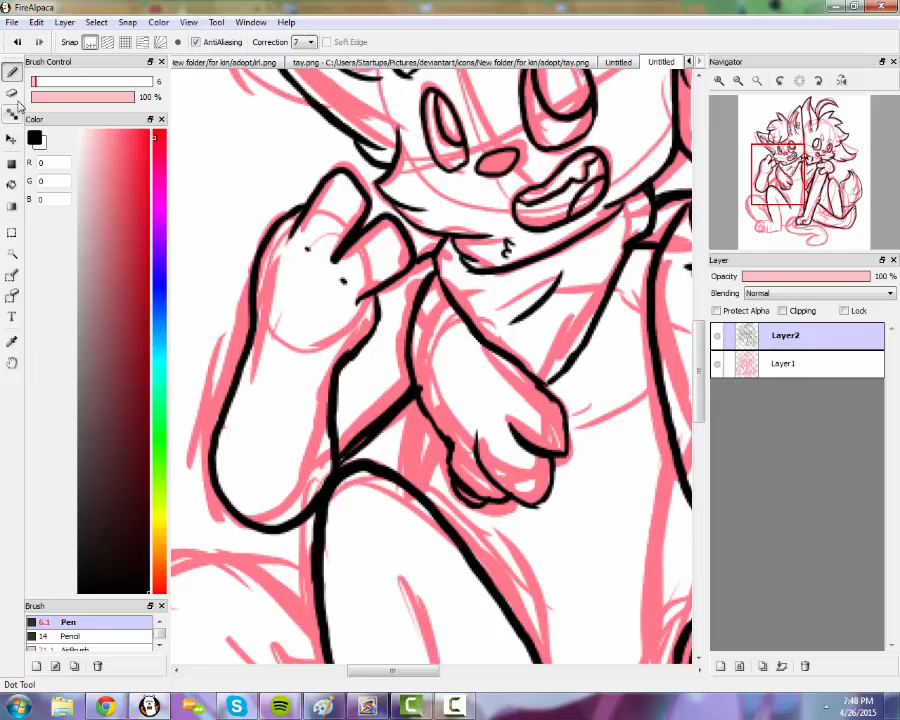 FireAlpaca
File Edit Layer Select Snap Color View Tool Window Help
Snap AntiAliasing Correction 7 Soft Edge
Brush Control
6
100 %
Color
R 0
G 0
B 0
Brush
6.1 Pen
14 Pencil
AirBrush
Dot Tool
iew folder/for kin/adopt/irl.png tay.png - C:/Users/Startups/Pictures/deviantart/icons/New folder/for kin/adopt/tay.png Untitled Untitled
Navigator
Layer
Opacity 100 %
Blending Normal
Protect Alpha Clipping Lock
Layer2
Layer1
7:48 PM
4/26/2015